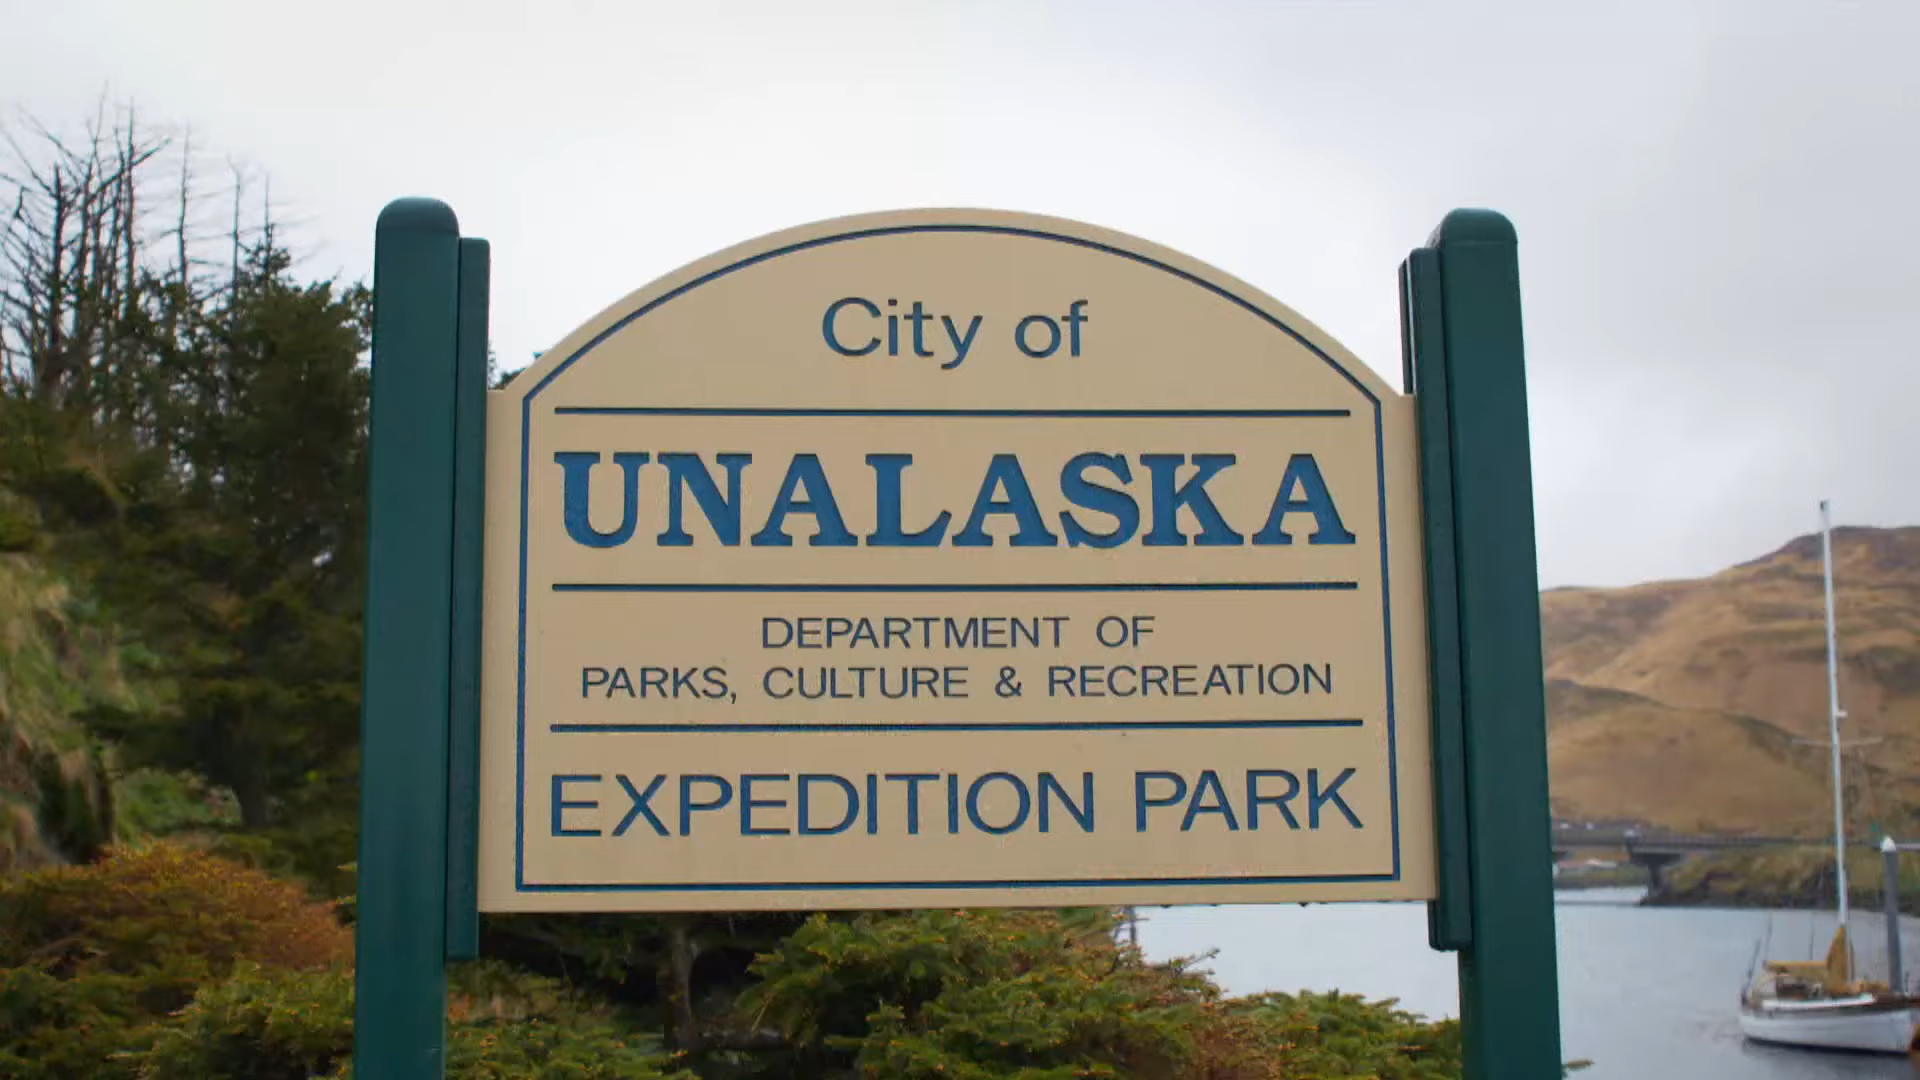 City of
UNALASKA
DEPARTMENT OF
PARKS, CULTURE & RECREATION
EXPEDITION PARK